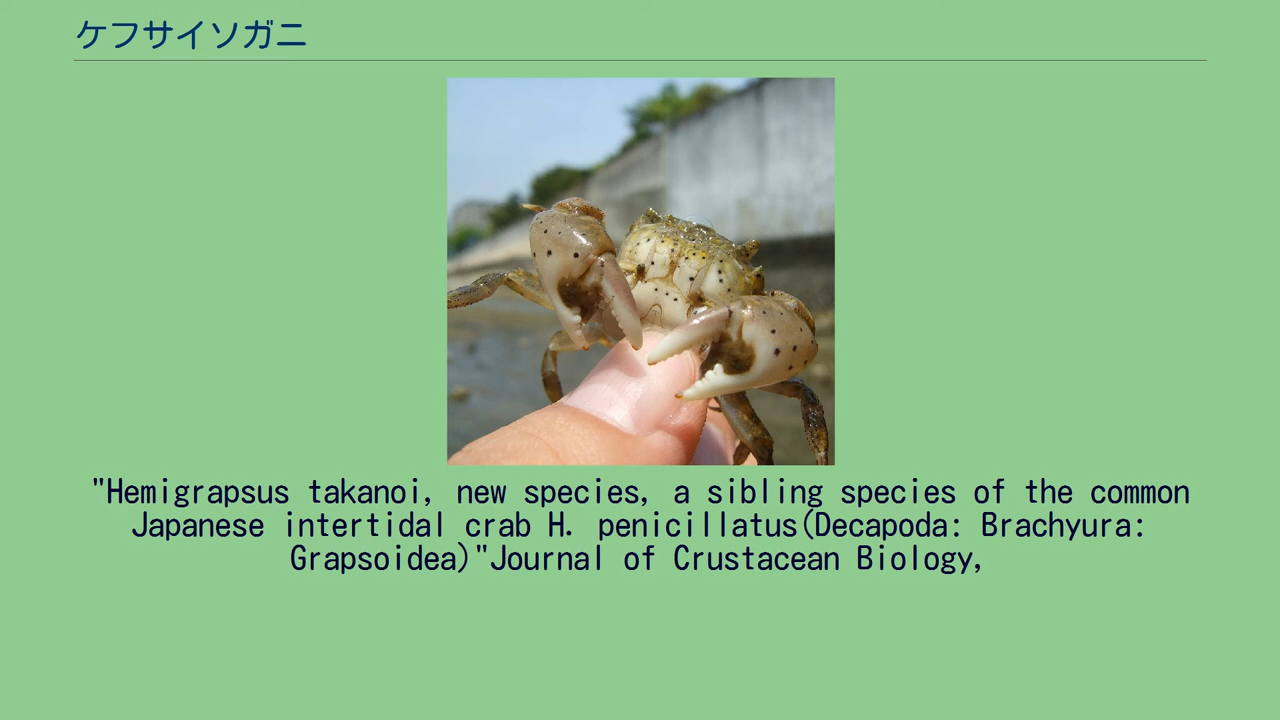 ケフサイソガニ
"Hemigrapsus takanoi, new species, a sibling species of the common
Japanese intertidal crab H. penicillatus(Decapoda: Brachyura:
Grapsoidea)"Journal of Crustacean Biology,